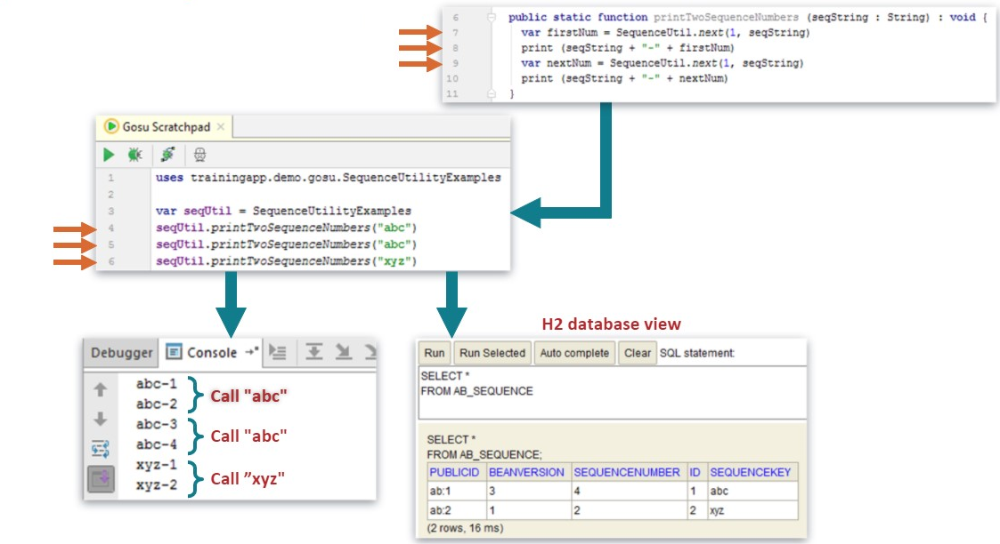 6 public static function printTwoSequenceNumbers (seqString : String) : void {
7 var firstNum = SequenceUtil.next(1, seqString)
8 print (seqString + "-" + firstNum)
9 var nextNum = SequenceUtil.next(1, seqString)
10 print (seqString + "-" + nextNum)
11 }
Gosu Scratchpad
1 uses trainingapp.demo.gosu.SequenceUtilityExamples
2
3 var seqUtil = SequenceUtilityExamples
4 seqUtil.printTwoSequenceNumbers("abc")
5 seqUtil.printTwoSequenceNumbers("abc")
6 seqUtil.printTwoSequenceNumbers("xyz")
Debugger Console
abc-1
abc-2
Call "abc"
abc-3
abc-4
Call "abc"
xyz-1
xyz-2
Call ”xyz"
H2 database view
Run Run Selected Auto complete Clear SQL statement:
SELECT *
FROM AB_SEQUENCE
SELECT *
FROM AB_SEQUENCE;
PUBLICID BEANVERSION SEQUENCENUMBER ID SEQUENCEKEY
ab:1 3 4 1 abc
ab:2 1 2 2 xyz
(2 rows, 16 ms)